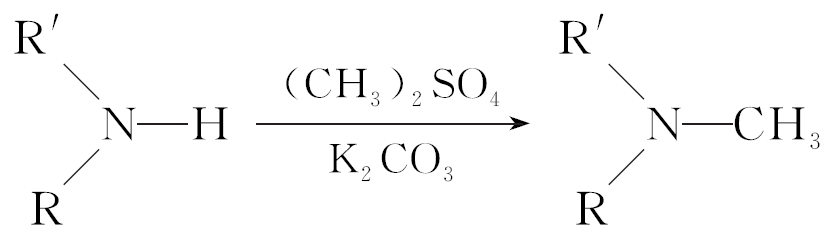 R′ R′
(CH₃)₂SO₄
N—H N—CH₃
K₂CO₃
R R